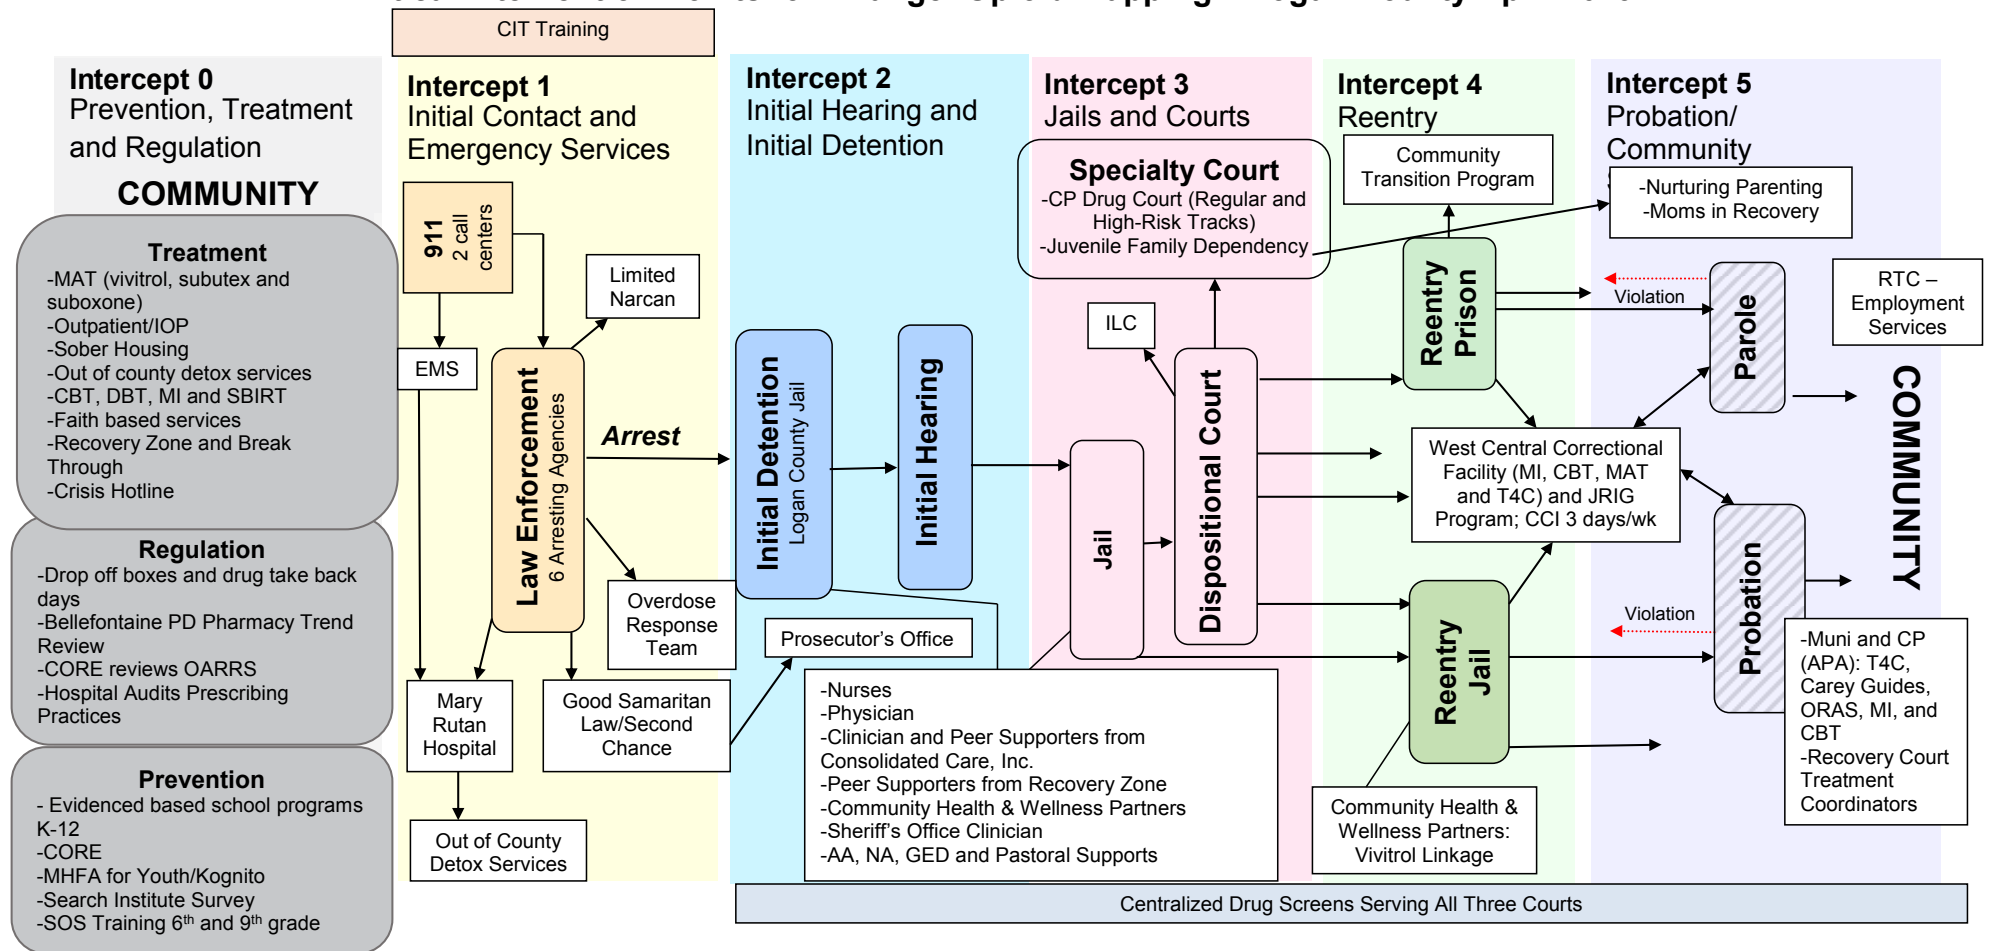 CIT Training
Intercept 0
Prevention, Treatment
and Regulation
COMMUNITY
Treatment
-MAT (vivitrol, subutex and
suboxone)
-Outpatient/IOP
-Sober Housing
-Out of county detox services
-CBT, DBT, MI and SBIRT
-Faith based services
-Recovery Zone and Break
Through
-Crisis Hotline
Regulation
-Drop off boxes and drug take back
days
-Bellefontaine PD Pharmacy Trend
Review
-CORE reviews OARRS
-Hospital Audits Prescribing
Practices
Prevention
- Evidenced based school programs
K-12
-CORE
-MHFA for Youth/Kognito
-Search Institute Survey
-SOS Training 6th and 9th grade
Intercept 1
Initial Contact and
Emergency Services
911
2 call
centers
Limited
Narcan
EMS
Law Enforcement
6 Arresting Agencies
Arrest
Overdose
Response
Team
Mary
Rutan
Hospital
Good Samaritan
Law/Second
Chance
Out of County
Detox Services
Intercept 2
Initial Hearing and
Initial Detention
Initial Detention
Logan County Jail
Initial Hearing
Prosecutor's Office
-Nurses
-Physician
-Clinician and Peer Supporters from
Consolidated Care, Inc.
-Peer Supporters from Recovery Zone
-Community Health & Wellness Partners
-Sheriff's Office Clinician
-AA, NA, GED and Pastoral Supports
Intercept 3
Jails and Courts
Specialty Court
-CP Drug Court (Regular and
High-Risk Tracks)
-Juvenile Family Dependency
ILC
Jail
Dispositional Court
Intercept 4
Reentry
Community
Transition Program
Reentry
Prison
West Central Correctional
Facility (MI, CBT, MAT
and T4C) and JRIG
Program; CCI 3 days/wk
Reentry
Jail
Community Health &
Wellness Partners:
Vivitrol Linkage
Intercept 5
Probation/
Community
-Nurturing Parenting
-Moms in Recovery
Violation
Parole
RTC –
Employment
Services
COMMUNITY
Violation
Probation
-Muni and CP
(APA): T4C,
Carey Guides,
ORAS, MI, and
CBT
-Recovery Court
Treatment
Coordinators
Centralized Drug Screens Serving All Three Courts